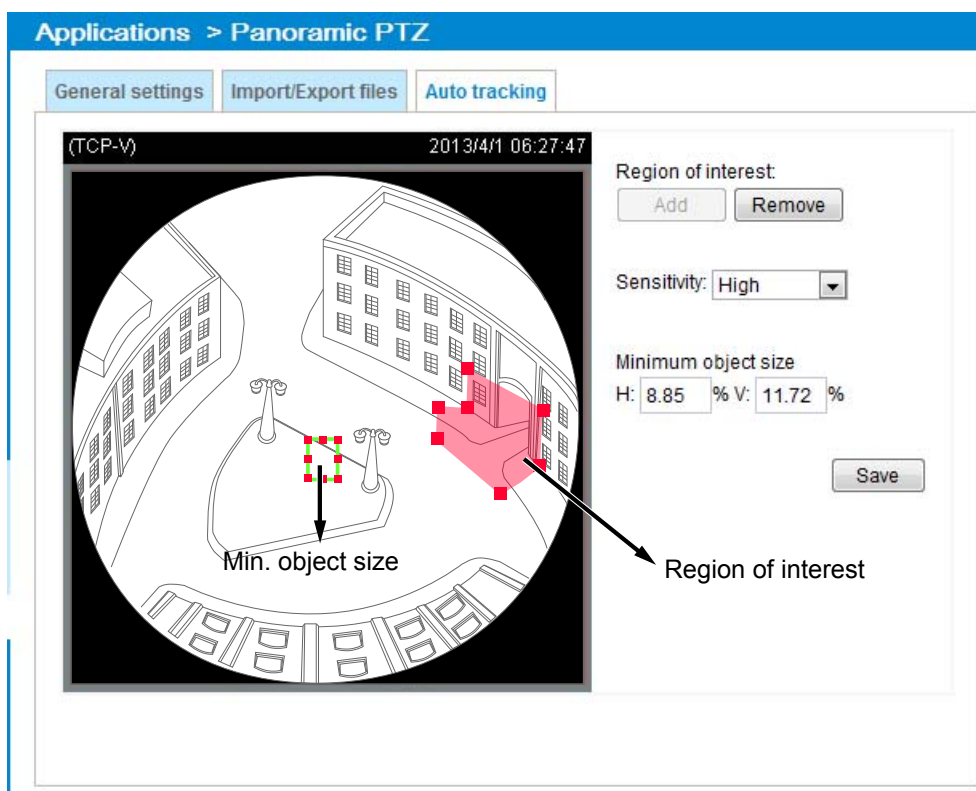 Applications > Panoramic PTZ
General settings
Import/Export files
Auto tracking
(TCP-V)
2013/4/1 06:27:47
Region of interest:
Add
Remove
Sensitivity: High
Minimum object size
H: 8.85 % V: 11.72 %
Save
Min. object size
Region of interest